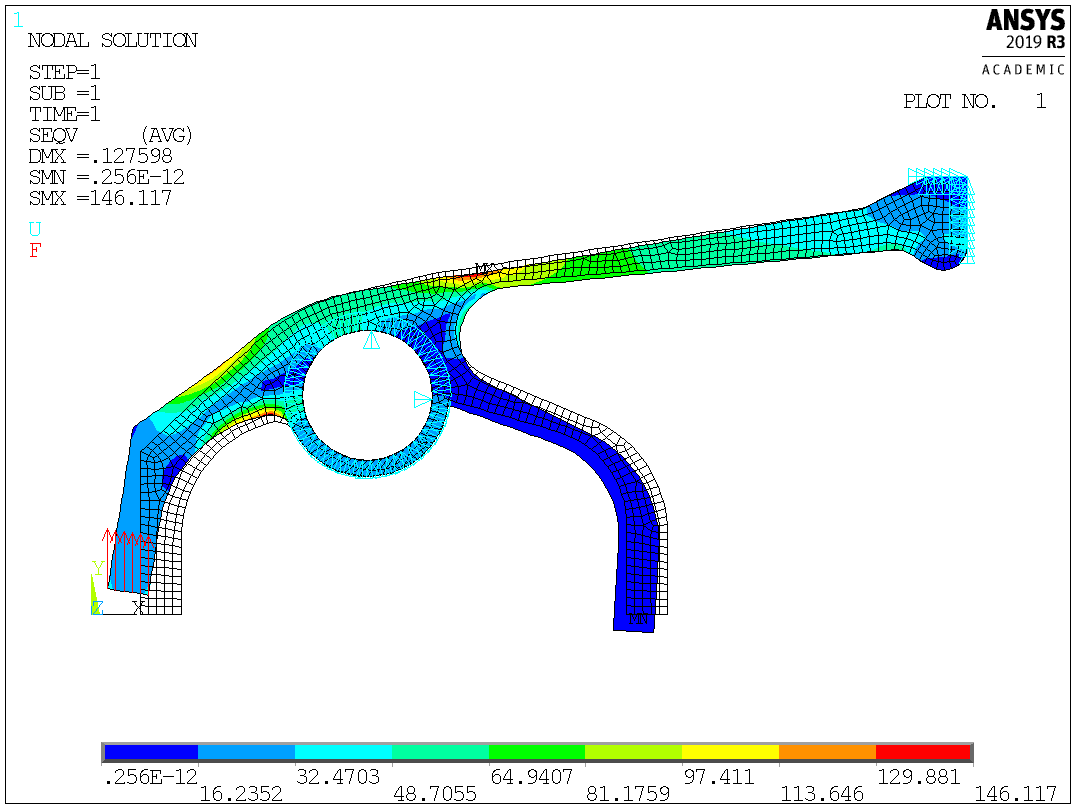 1
NODAL SOLUTION
STEP=1
SUB =1
TIME=1
SEQV (AVG)
DMX =.127598
SMN =.256E-12
SMX =146.117
U
F
ANSYS
2019 R3
ACADEMIC
PLOT NO. 1
MX
Y
Z X
MN
.256E-12 32.4703 64.9407 97.411 129.881
16.2352 48.7055 81.1759 113.646 146.117